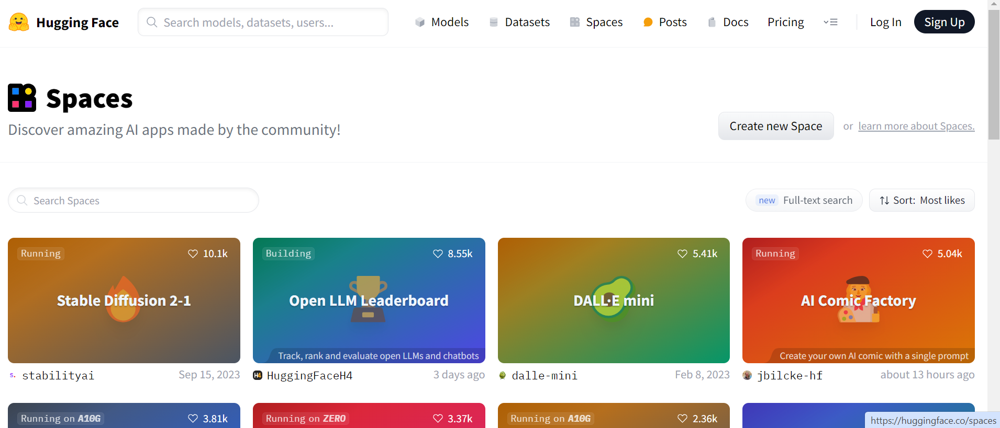 Hugging Face
Search models, datasets, users...
Models
Datasets
Spaces
Posts
Docs
Pricing
Log In
Sign Up
Spaces
Discover amazing AI apps made by the community!
Create new Space
or learn more about Spaces.
Search Spaces
new Full-text search
Sort: Most likes
Running
10.1k
Stable Diffusion 2-1
s. stabilityai
Sep 15, 2023
Building
8.55k
Open LLM Leaderboard
Track, rank and evaluate open LLMs and chatbots
H4 HuggingFaceH4
3 days ago
5.41k
DALL·E mini
dalle-mini
Feb 8, 2023
Running
5.04k
AI Comic Factory
Create your own AI comic with a single prompt
jbilcke-hf
about 13 hours ago
Running on A10G
3.81k
Running on ZERO
3.37k
Running on A10G
2.36k
https://huggingface.co/spaces